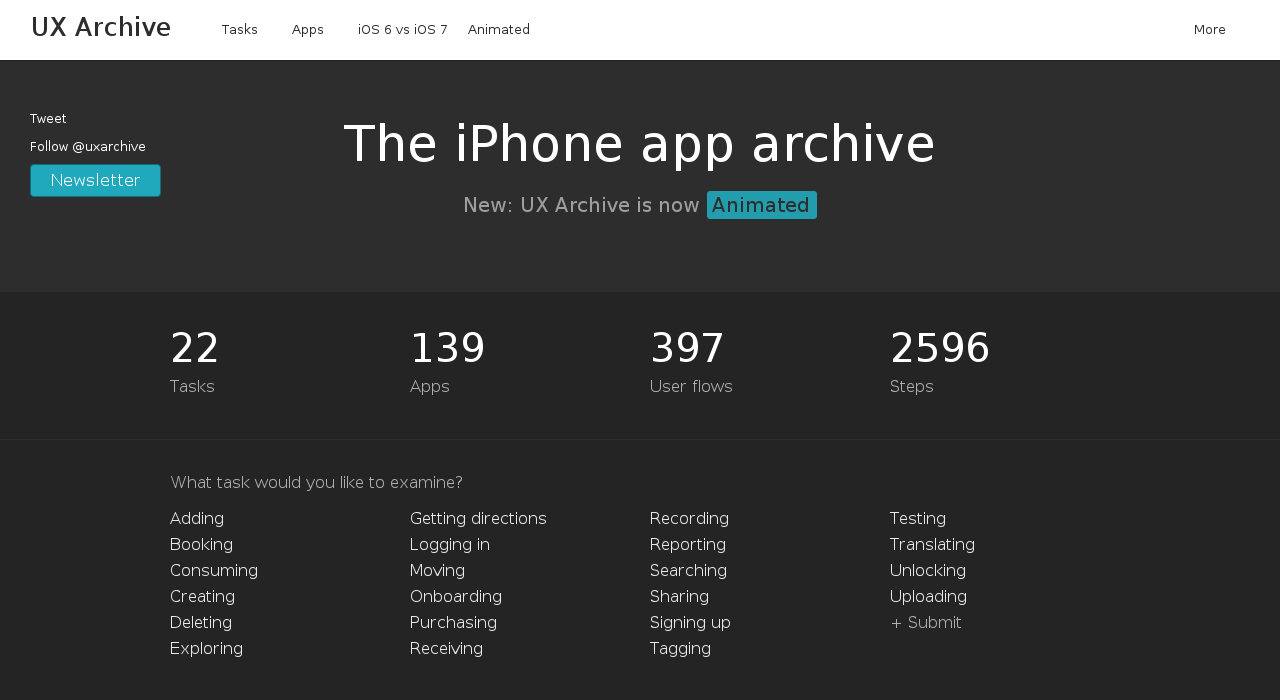 UX Archive
Tasks
Apps
iOS 6 vs iOS 7
Animated
More
Tweet
Follow @uxarchive
Newsletter
The iPhone app archive
New: UX Archive is now Animated
22
Tasks
139
Apps
397
User flows
2596
Steps
What task would you like to examine?
Adding
Booking
Consuming
Creating
Deleting
Exploring
Getting directions
Logging in
Moving
Onboarding
Purchasing
Receiving
Recording
Reporting
Searching
Sharing
Signing up
Tagging
Testing
Translating
Unlocking
Uploading
+ Submit